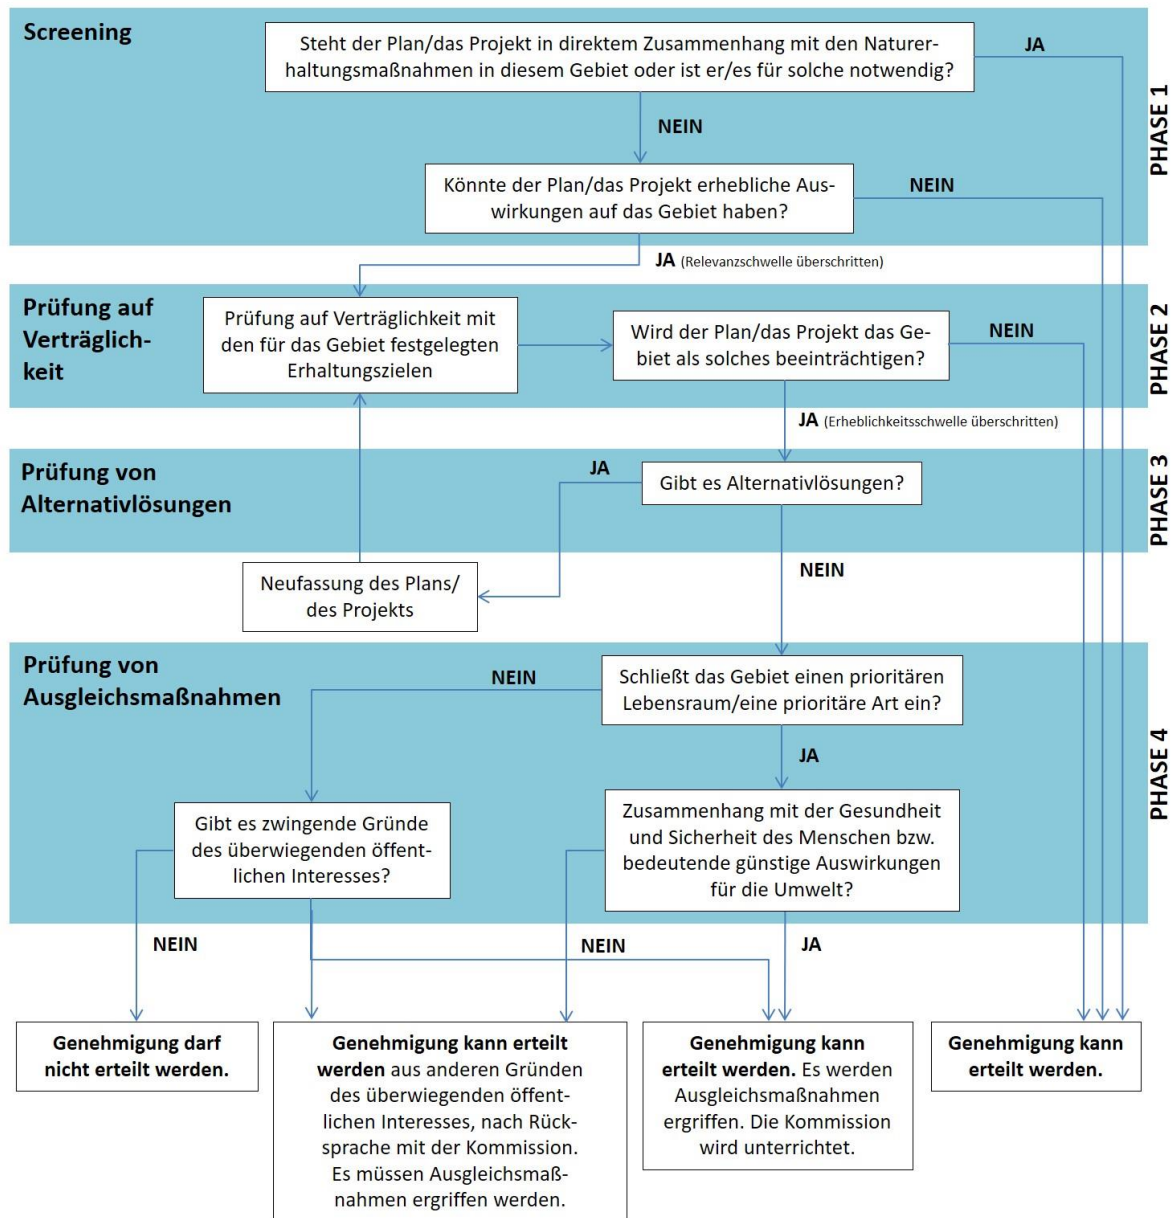 Screening
Steht der Plan/das Projekt in direktem Zusammenhang mit den Naturer-
haltungsmaßnahmen in diesem Gebiet oder ist er/es für solche notwendig?
JA
PHASE 1
NEIN
Könnte der Plan/das Projekt erhebliche Aus-
wirkungen auf das Gebiet haben?
NEIN
JA (Relevanzschwelle überschritten)
Prüfung auf
Verträglich-
keit
Prüfung auf Verträglichkeit mit
den für das Gebiet festgelegten
Erhaltungszielen
Wird der Plan/das Projekt das Ge-
biet als solches beeinträchtigen?
NEIN
PHASE 2
JA (Erheblichkeitsschwelle überschritten)
Prüfung von
Alternativlösungen
JA
Gibt es Alternativlösungen?
PHASE 3
NEIN
Neufassung des Plans/
des Projekts
Prüfung von
Ausgleichsmaßnahmen
NEIN
Schließt das Gebiet einen prioritären
Lebensraum/eine prioritäre Art ein?
JA
PHASE 4
Gibt es zwingende Gründe
des überwiegenden öffent-
lichen Interesses?
Zusammenhang mit der Gesundheit
und Sicherheit des Menschen bzw.
bedeutende günstige Auswirkungen
für die Umwelt?
NEIN
NEIN
JA
Genehmigung darf
nicht erteilt werden.
Genehmigung kann erteilt
werden aus anderen Gründen
des überwiegenden öffent-
lichen Interesses, nach Rück-
sprache mit der Kommission.
Es müssen Ausgleichsmaß-
nahmen ergriffen werden.
Genehmigung kann
erteilt werden. Es werden
Ausgleichsmaßnahmen
ergriffen. Die Kommission
wird unterrichtet.
Genehmigung kann
erteilt werden.